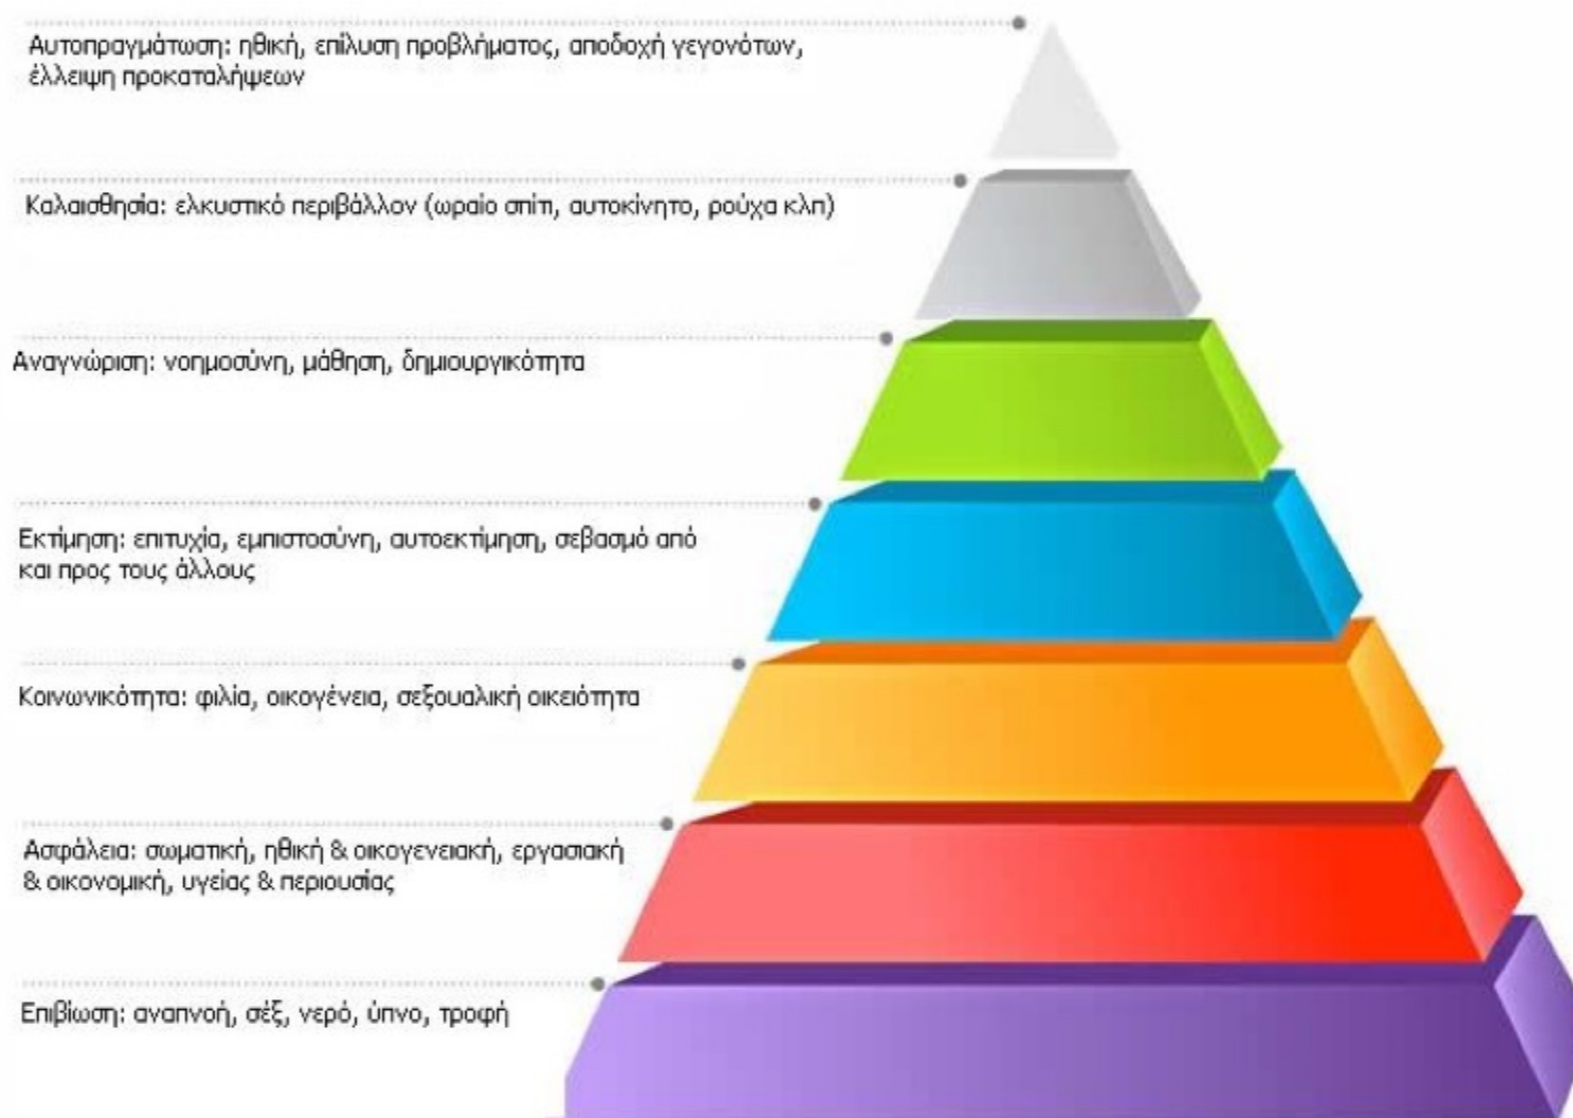 Αυτοπραγμάτωση: ηθική, επίλυση προβλήματος, αποδοχή γεγονότων,
έλλειψη προκαταλήψεων
Καλαισθησία: ελκυστικό περιβάλλον (ωραίο σπίτι, αυτοκίνητο, ρούχα κλπ)
Αναγνώριση: νοημοσύνη, μάθηση, δημιουργικότητα
Εκτίμηση: επιτυχία, εμπιστοσύνη, αυτοεκτίμηση, σεβασμό από
και προς τους άλλους
Κοινωνικότητα: φιλία, οικογένεια, σεξουαλική οικειότητα
Ασφάλεια: σωματική, ηθική & οικογενειακή, εργασιακή
& οικονομική, υγείας & περιουσίας
Επιβίωση: αναπνοή, σέξ, νερό, ύπνο, τροφή